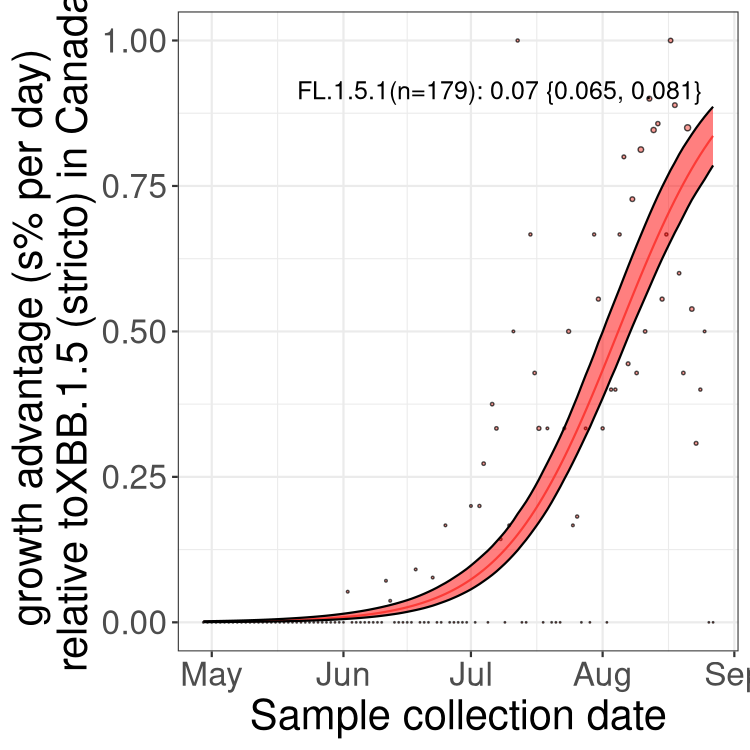 growth advantage (s% per day)
relative toXBB.1.5 (stricto) in Canada
1.00
0.75
0.50
0.25
0.00
FL.1.5.1(n=179): 0.07 {0.065, 0.081}
May Jun Jul Aug Sep
Sample collection date